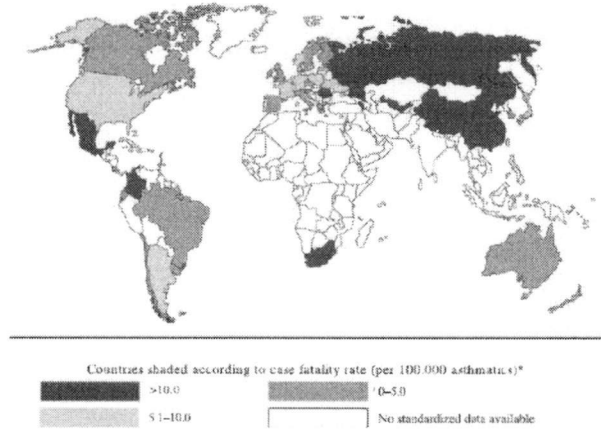 Countries shaded according to case fatality rate (per 100,000 asthmatics)*
>10.0
0–5.0
5.1–10.0
No standardized data available